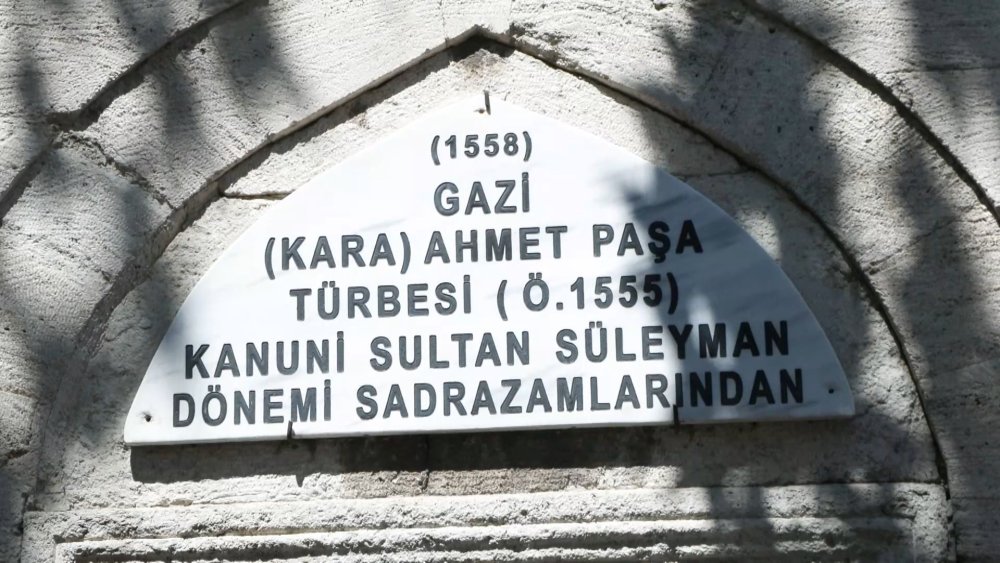 (1558)
GAZİ
(KARA) AHMET PAŞA
TÜRBESİ (Ö.1555)
KANUNİ SULTAN SÜLEYMAN
DÖNEMİ SADRAZAMLARINDAN